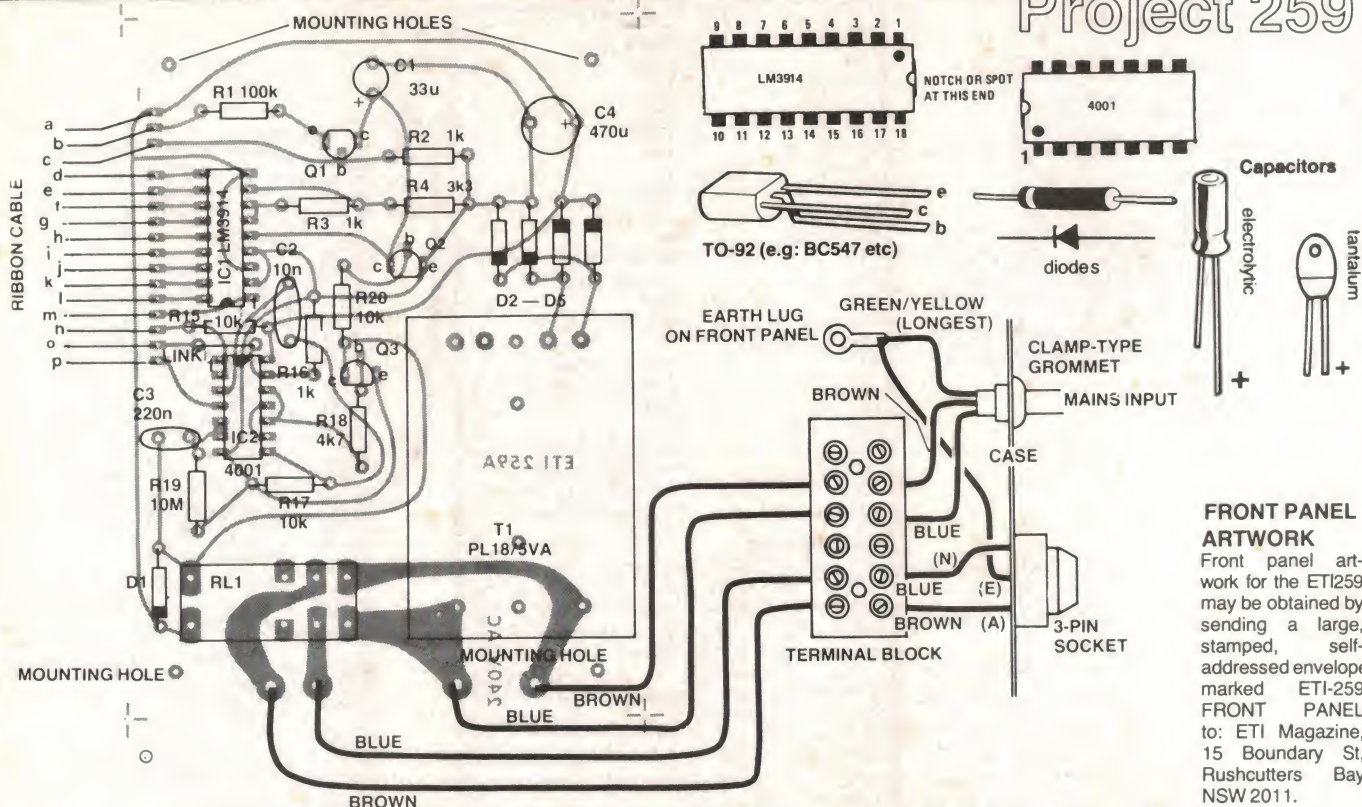 Project 259
MOUNTING HOLES
RIBBON CABLE
a
b
c
d
e
f
g
h
i
j
k
l
m
n
o
p
R1 100k
C1
33u
+
c
b
Q1
R2 1k
C4
470u
+
R4 3k3
R3 1k
IC1 LM3914
1
C2
10n
b
Q2
c
e
R20
10k
D2 — D5
R15
10k
LINK
b
Q3
c
e
R16
1k
C3
220n
IC2
4001
R18
4k7
R19
10M
R17
10k
ETI 259A
T1
PL18/5VA
D1
RL1
240V AC
MOUNTING HOLE
MOUNTING HOLE
BROWN
BLUE
BLUE
BROWN
9 8 7 6 5 4 3 2 1
LM3914
10 11 12 13 14 15 16 17 18
NOTCH OR SPOT
AT THIS END
4001
1
e
c
b
TO-92 (e.g: BC547 etc)
diodes
Capacitors
electrolytic
+
tantalum
+
EARTH LUG
ON FRONT PANEL
GREEN/YELLOW
(LONGEST)
CLAMP-TYPE
GROMMET
BROWN
MAINS INPUT
CASE
BLUE
(N)
BLUE
(E)
BROWN
(A)
3-PIN
SOCKET
TERMINAL BLOCK
FRONT PANEL
ARTWORK
Front panel art-
work for the ETI259
may be obtained by
sending a large,
stamped, self-
addressed envelope
marked ETI-259
FRONT PANEL
to: ETI Magazine,
15 Boundary St,
Rushcutters Bay
NSW 2011.